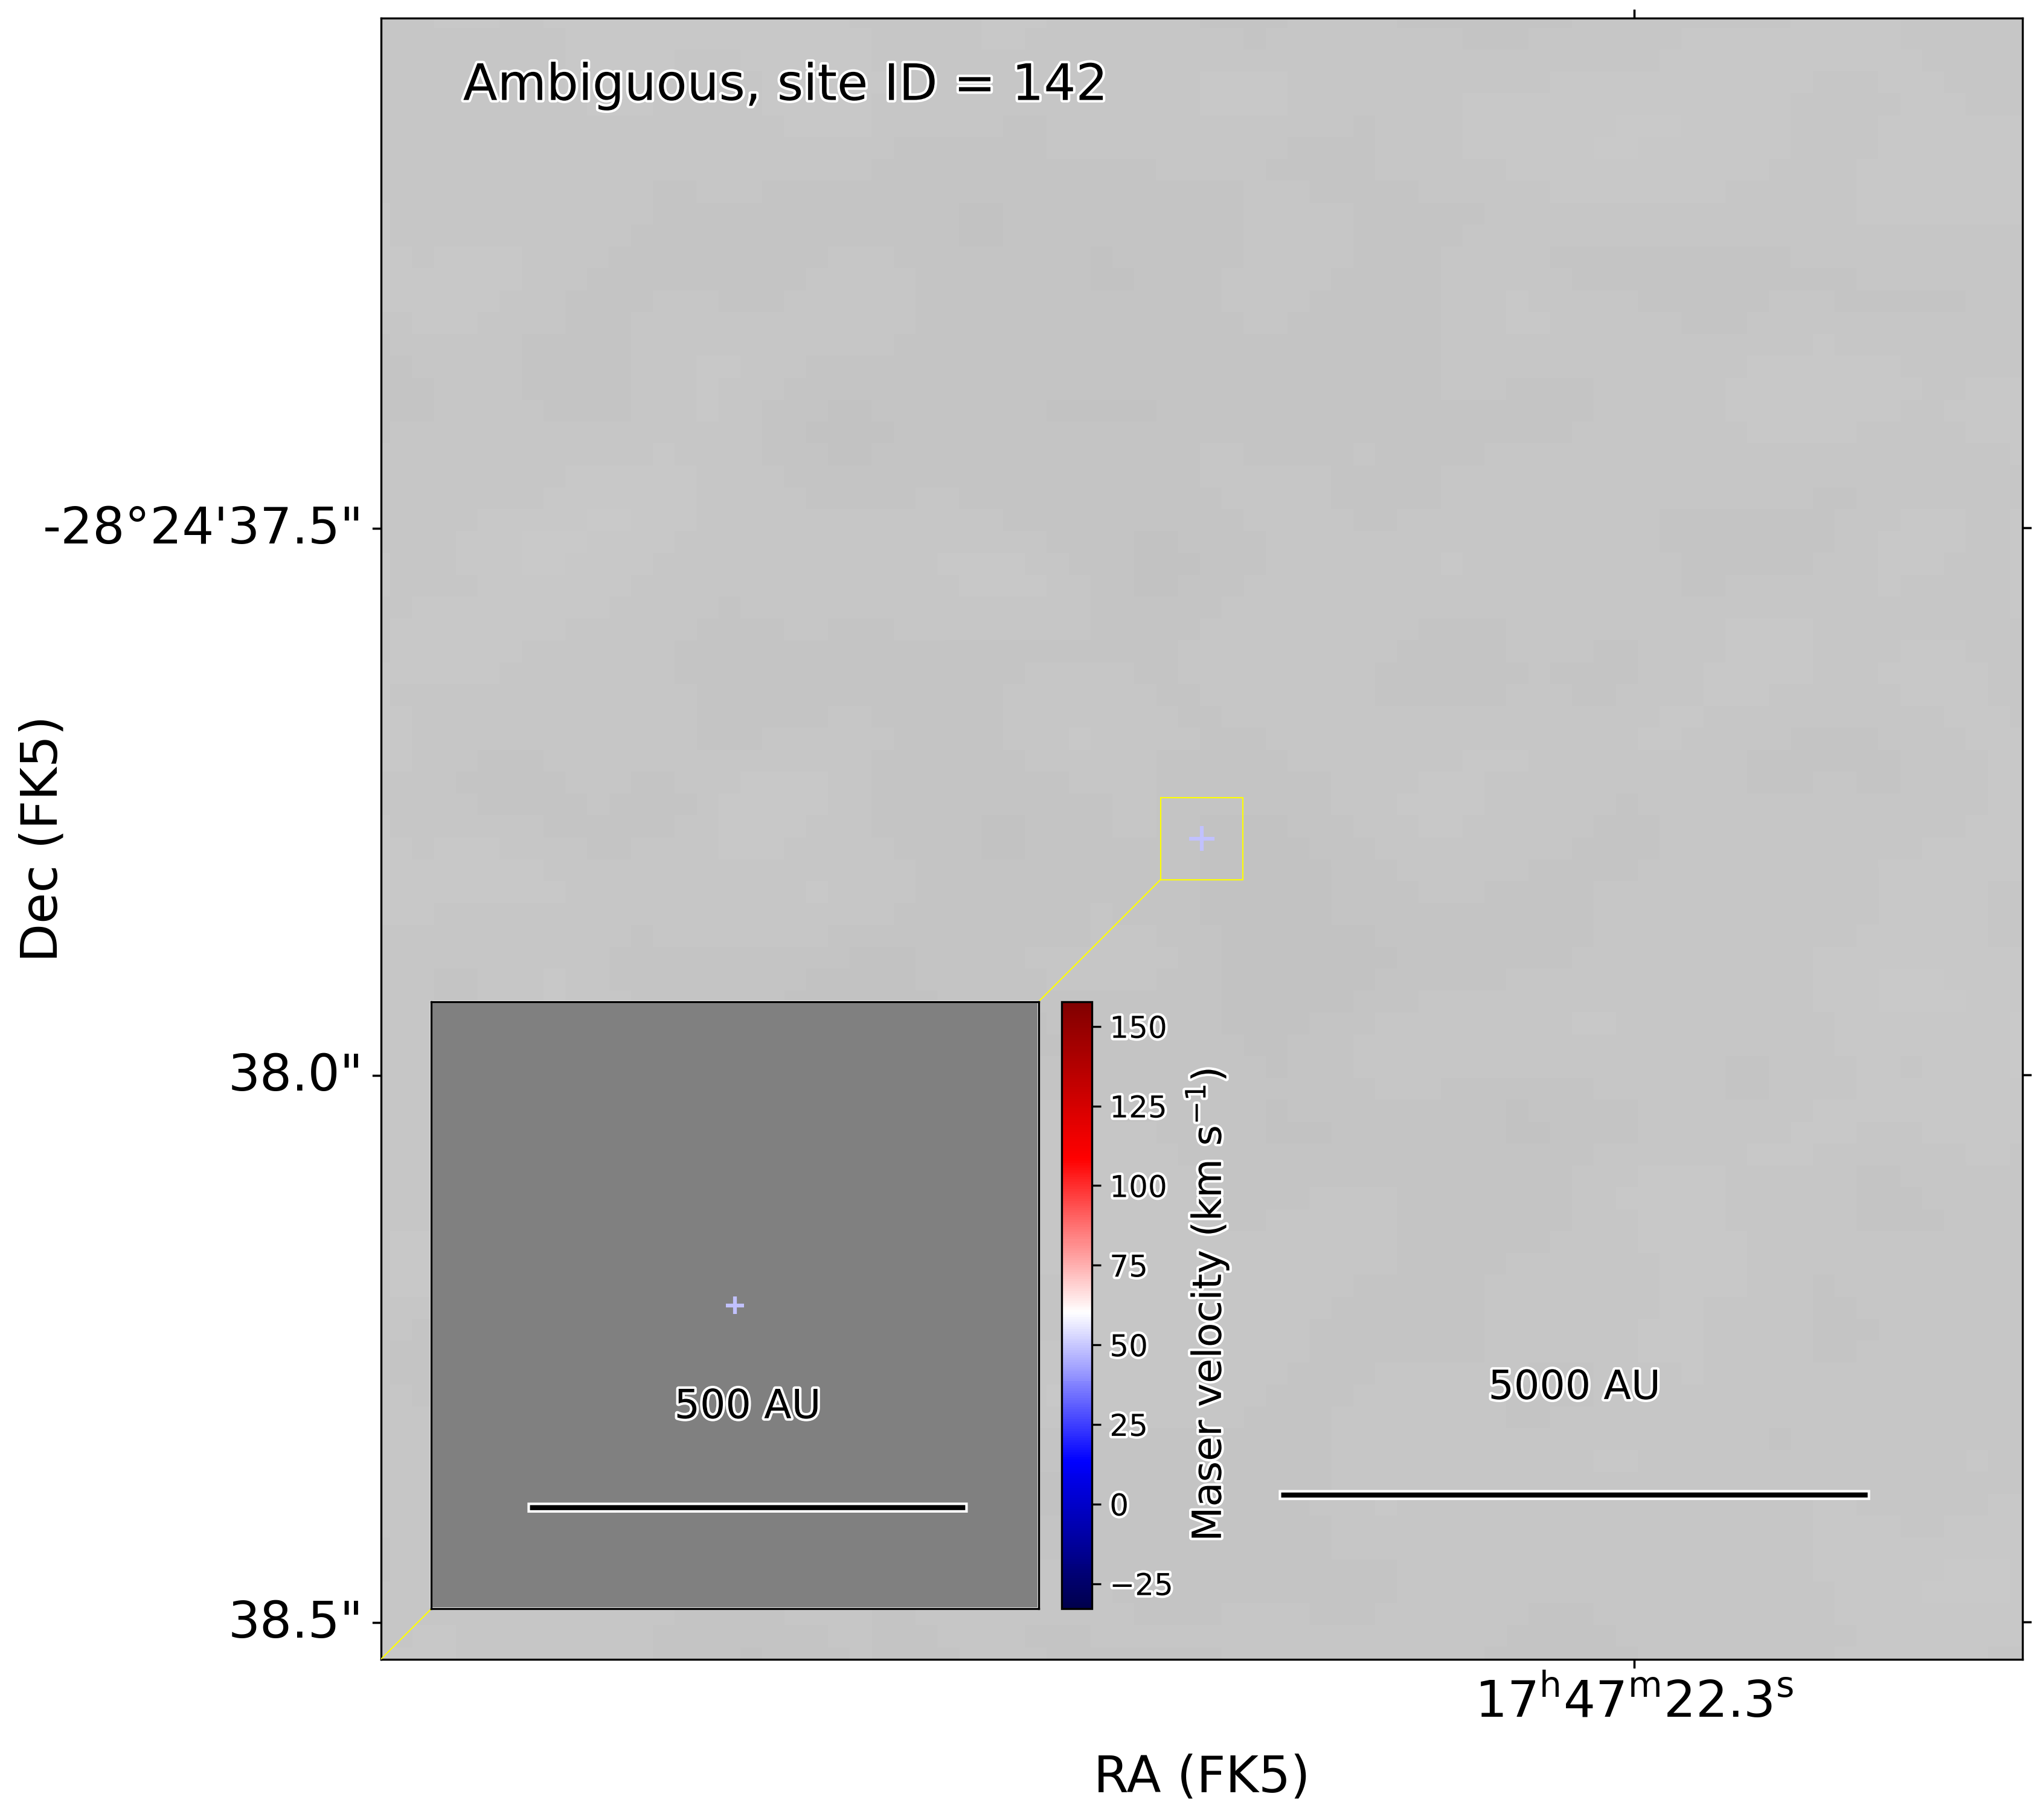 Ambiguous, site ID = 142
-28°24'37.5"
38.0"
38.5"
Dec (FK5)
500 AU
150
125
100
75
50
25
0
−25
Maser velocity (km s⁻¹)
5000 AU
17ʰ47ᵐ22.3ˢ
RA (FK5)